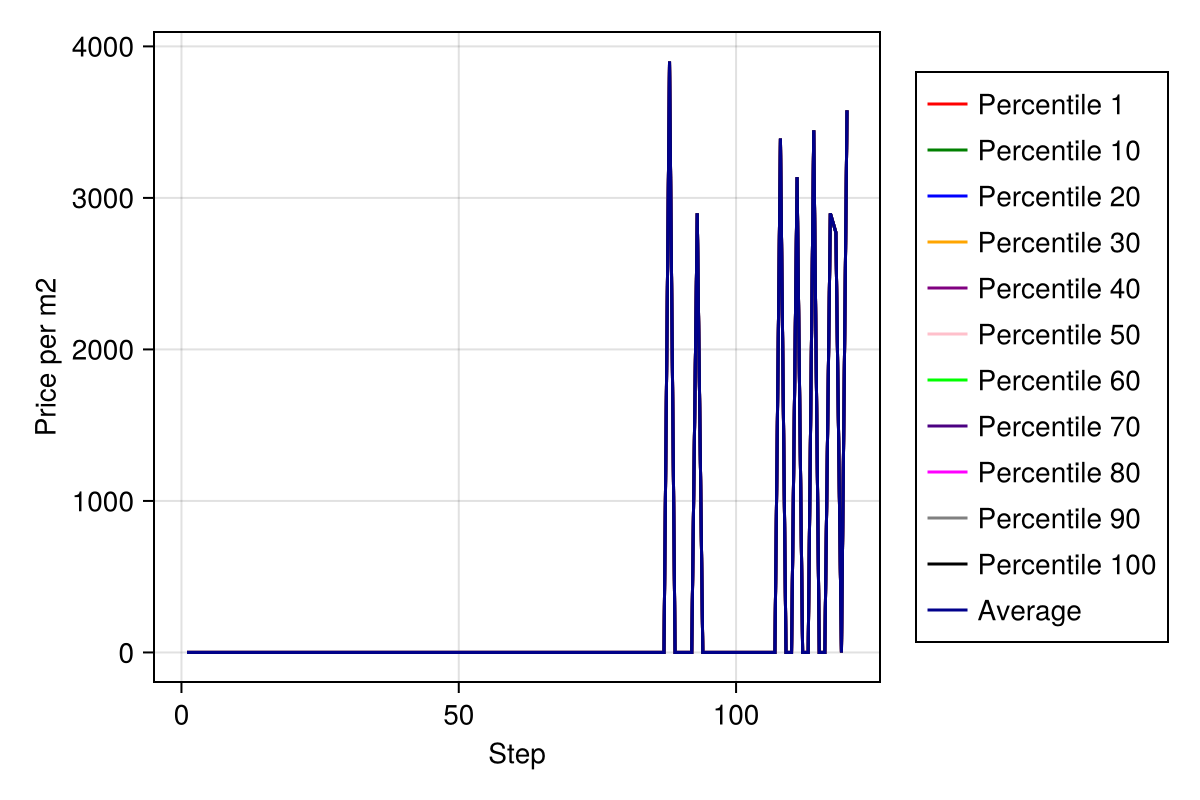 4000
3000
2000
1000
0
Price per m2
0
50
100
Step
Percentile 1
Percentile 10
Percentile 20
Percentile 30
Percentile 40
Percentile 50
Percentile 60
Percentile 70
Percentile 80
Percentile 90
Percentile 100
Average